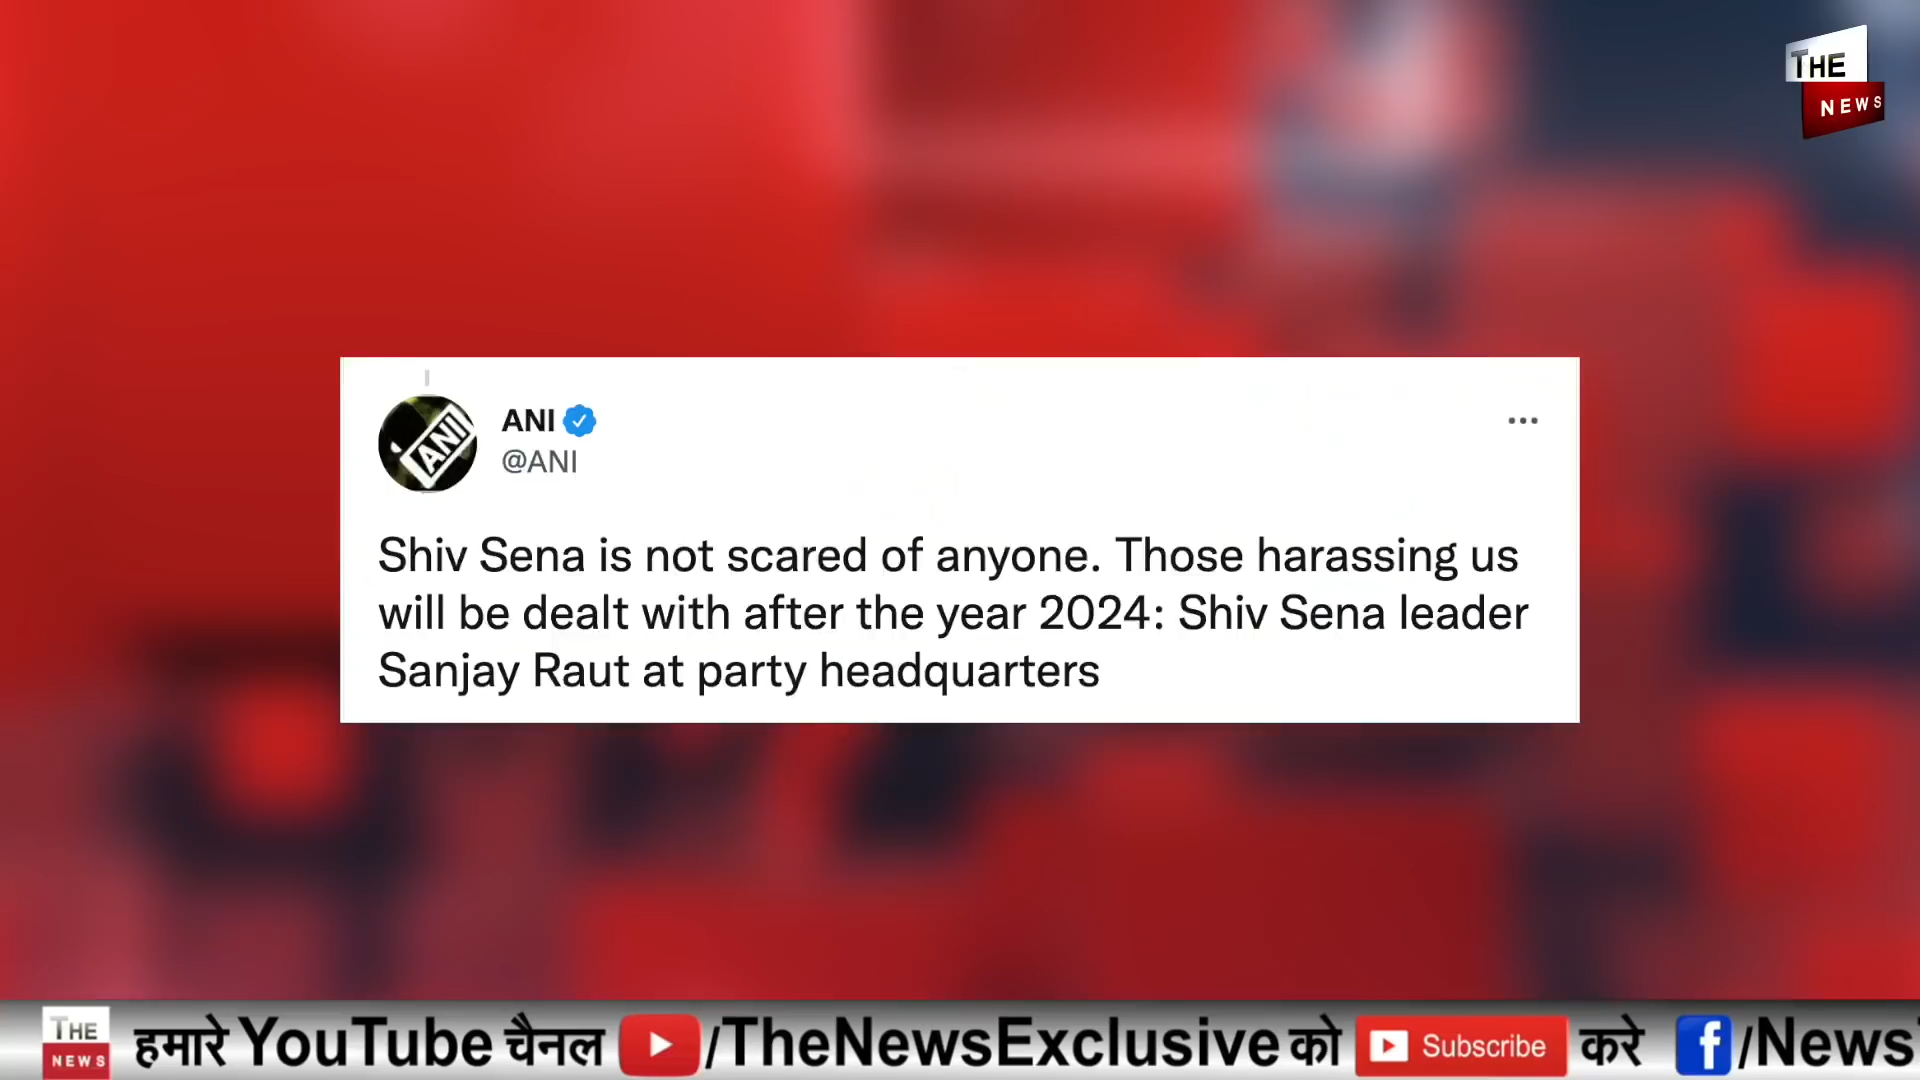 THE
NEWS
ANI
@ANI
ANI
Shiv Sena is not scared of anyone. Those harassing us
will be dealt with after the year 2024: Shiv Sena leader
Sanjay Raut at party headquarters
THE
NEWS
हमारे YouTube चैनल /TheNewsExclusive को Subscribe करे /News